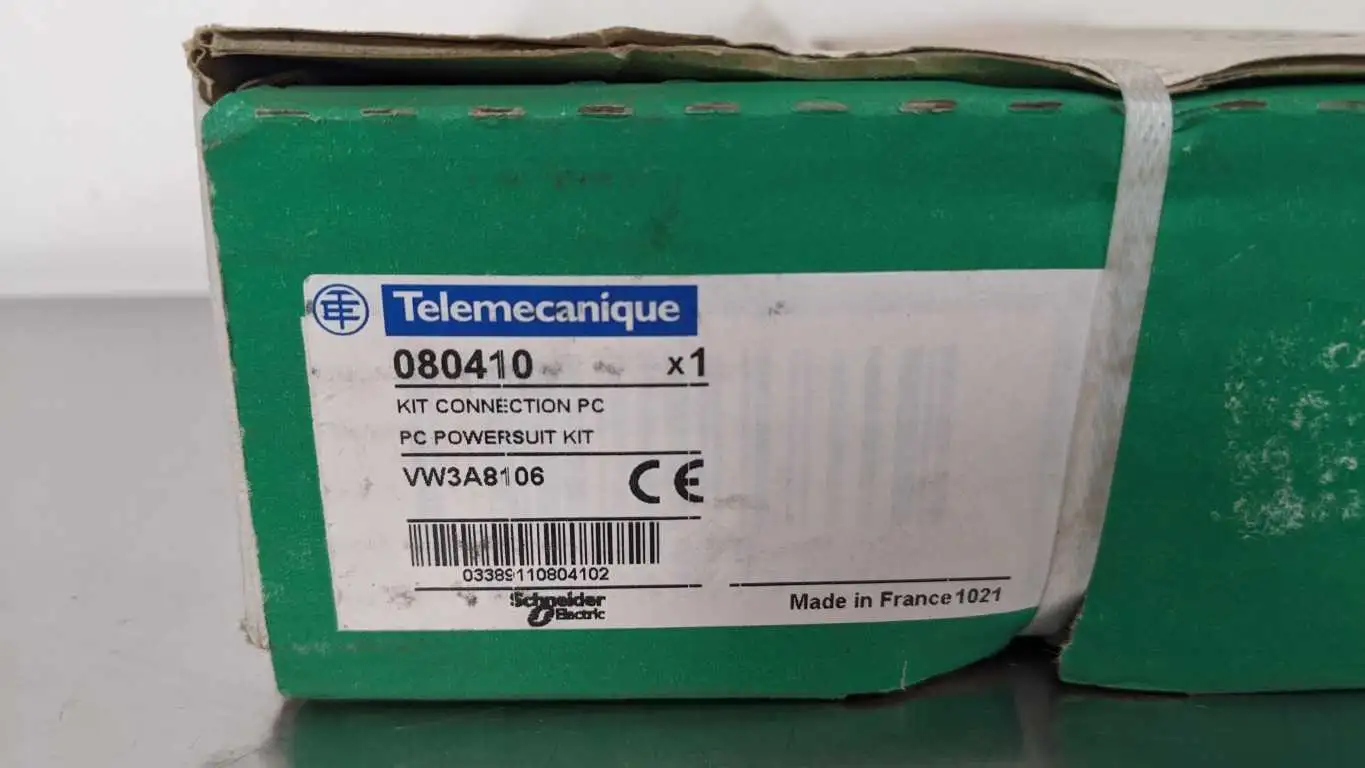 Telemecanique
080410 x1
KIT CONNECTION PC
PC POWERSUIT KIT
VW3A8106 CE
03389110804102
Schneider
Electric
Made in France 1021